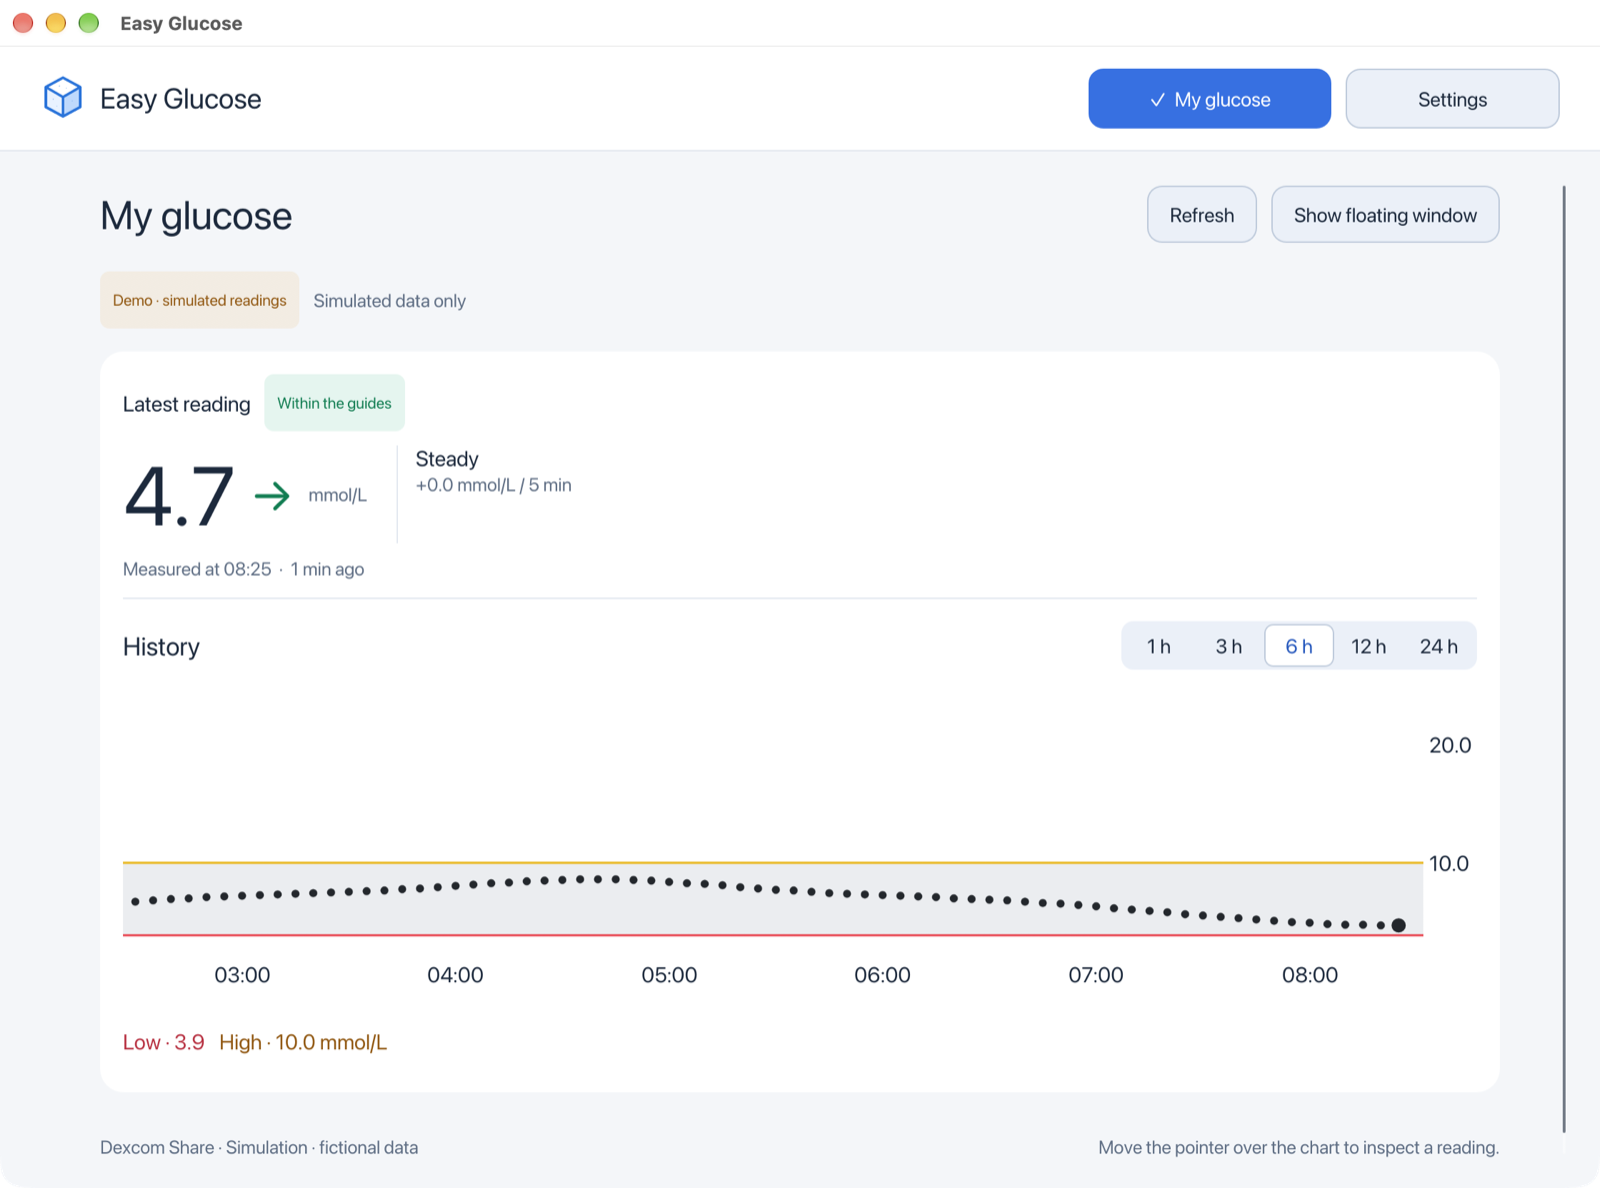 Easy Glucose
Easy Glucose
✓ My glucose
Settings
My glucose
Refresh
Show floating window
Demo · simulated readings
Simulated data only
Latest reading
Within the guides
4.7 → mmol/L
Steady
+0.0 mmol/L / 5 min
Measured at 08:25 · 1 min ago
History
1 h 3 h 6 h 12 h 24 h
20.0
10.0
03:00 04:00 05:00 06:00 07:00 08:00
Low · 3.9 High · 10.0 mmol/L
Dexcom Share · Simulation · fictional data
Move the pointer over the chart to inspect a reading.